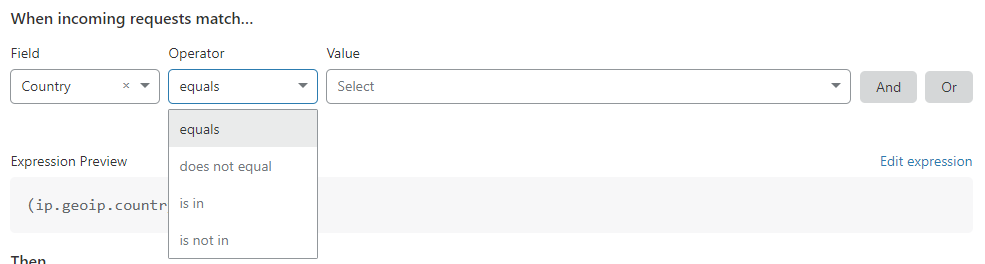 When incoming requests match...
Field Operator Value
Country × equals Select And Or
equals
does not equal
is in
is not in
Expression Preview Edit expression
(ip.geoip.countr
Then